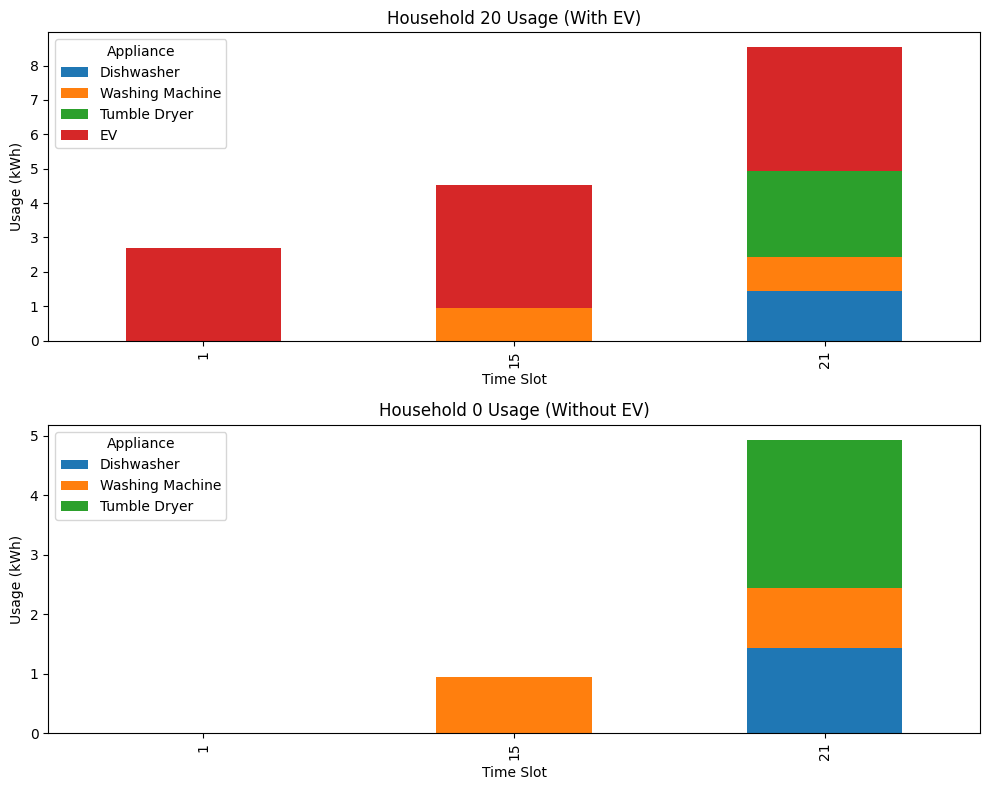 Household 20 Usage (With EV)
Appliance
Dishwasher
Washing Machine
Tumble Dryer
EV
Usage (kWh)
8
7
6
5
4
3
2
1
0
1
15
21
Time Slot
Household 0 Usage (Without EV)
Appliance
Dishwasher
Washing Machine
Tumble Dryer
Usage (kWh)
5
4
3
2
1
0
1
15
21
Time Slot